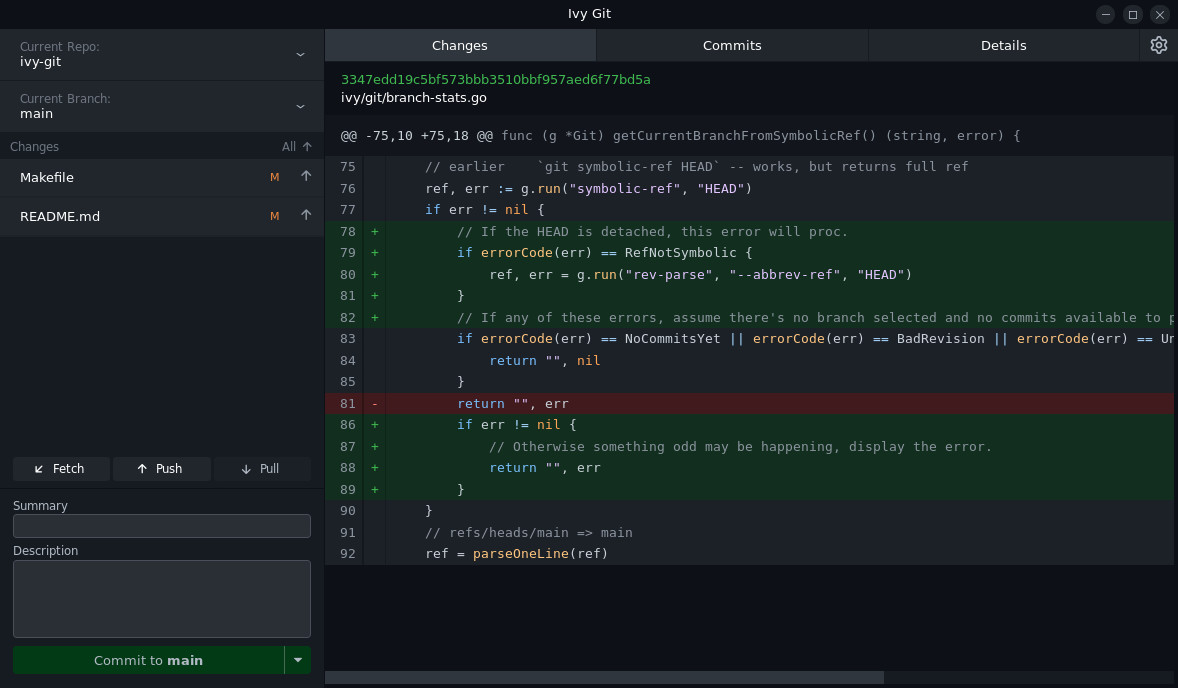 Ivy Git
Current Repo:
ivy-git
Current Branch:
main
Changes All
Makefile M
README.md M
Fetch Push Pull
Summary
Description
Commit to main
Changes Commits Details
3347edd19c5bf573bbb3510bbf957aed6f77bd5a
ivy/git/branch-stats.go
@@ -75,10 +75,18 @@ func (g *Git) getCurrentBranchFromSymbolicRef() (string, error) {
75 // earlier `git symbolic-ref HEAD` -- works, but returns full ref
76 ref, err := g.run("symbolic-ref", "HEAD")
77 if err != nil {
78 + // If the HEAD is detached, this error will proc.
79 + if errorCode(err) == RefNotSymbolic {
80 + ref, err = g.run("rev-parse", "--abbrev-ref", "HEAD")
81 + }
82 + // If any of these errors, assume there's no branch selected and no commits available to
83 if errorCode(err) == NoCommitsYet || errorCode(err) == BadRevision || errorCode(err) == Un
84 return "", nil
85 }
81 - return "", err
86 + if err != nil {
87 + // Otherwise something odd may be happening, display the error.
88 + return "", err
89 + }
90 }
91 // refs/heads/main => main
92 ref = parseOneLine(ref)